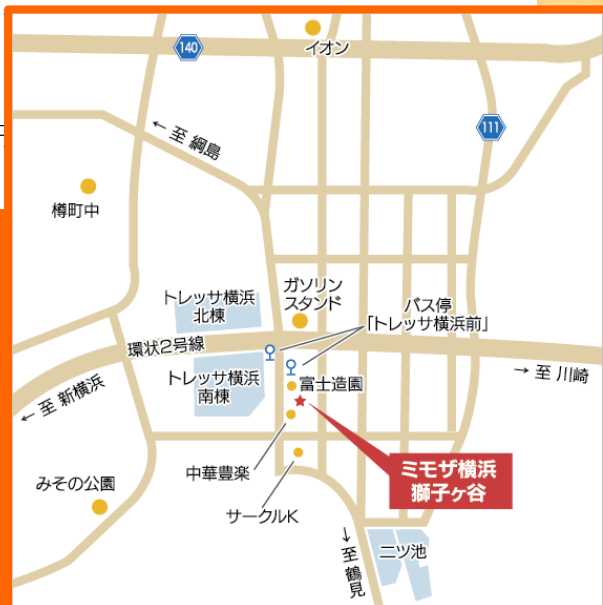 イオン
140
111
← 至 綱島
樽町中
ガソリン
スタンド
トレッサ横浜
北棟
バス停
「トレッサ横浜前」
環状2号線
トレッサ横浜
南棟
富士造園
→ 至 川崎
← 至 新横浜
ミモザ横浜
獅子ヶ谷
中華豊楽
みその公園
サークルK
→ 至 鶴見
二ツ池